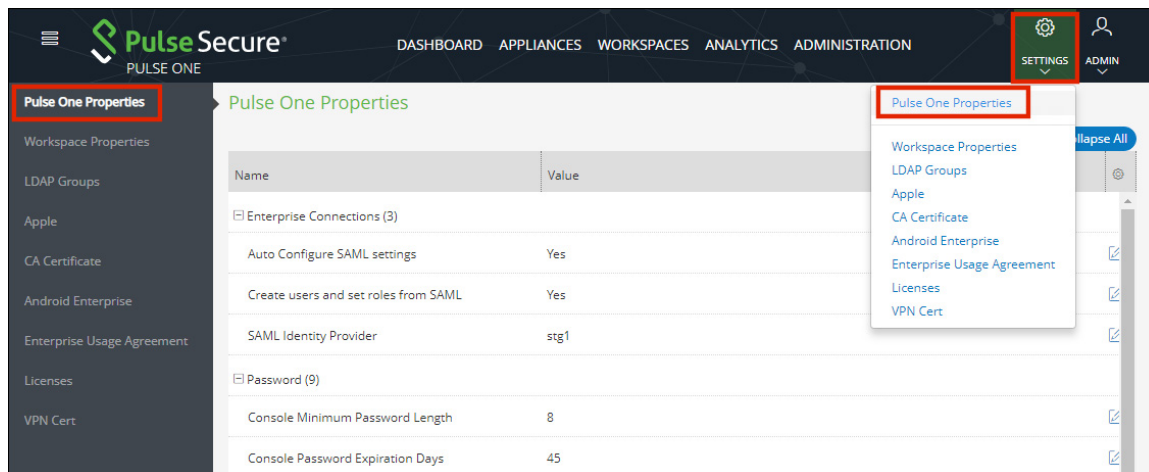 Pulse Secure®
PULSE ONE
DASHBOARD APPLIANCES WORKSPACES ANALYTICS ADMINISTRATION
SETTINGS
ADMIN
Pulse One Properties
Workspace Properties
LDAP Groups
Apple
CA Certificate
Android Enterprise
Enterprise Usage Agreement
Licenses
VPN Cert
Pulse One Properties
llapse All
Name Value
Enterprise Connections (3)
Auto Configure SAML settings Yes
Create users and set roles from SAML Yes
SAML Identity Provider stg1
Password (9)
Console Minimum Password Length 8
Console Password Expiration Days 45
Pulse One Properties
Workspace Properties
LDAP Groups
Apple
CA Certificate
Android Enterprise
Enterprise Usage Agreement
Licenses
VPN Cert